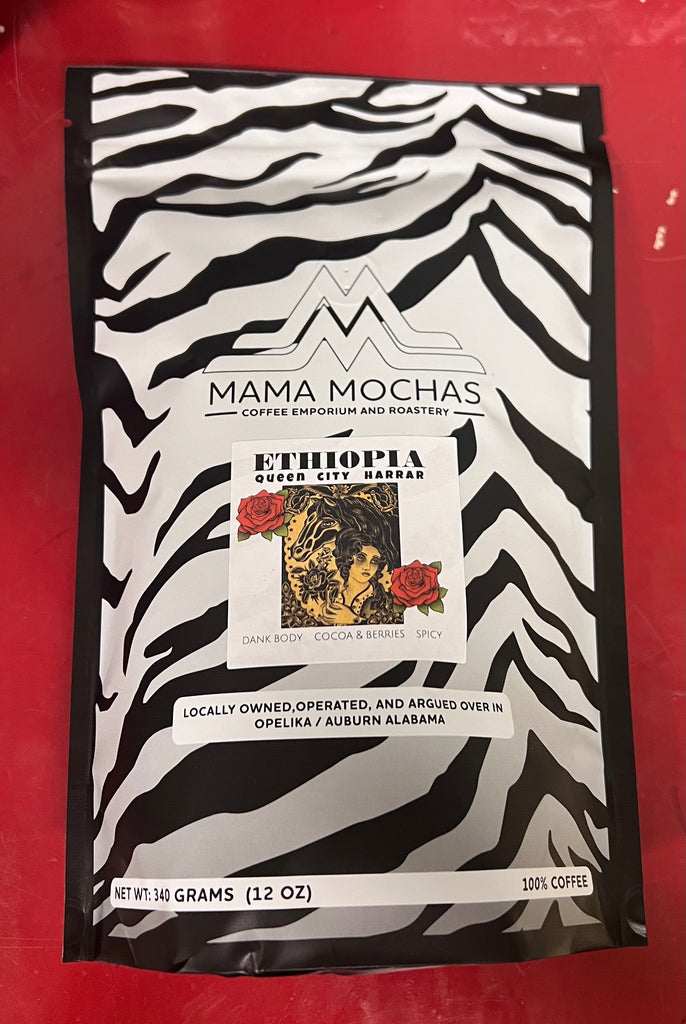 MAMA MOCHAS
COFFEE EMPORIUM AND ROASTERY
ETHIOPIA
QUEEN CITY HARRAR
DANK BODY COCOA & BERRIES SPICY
LOCALLY OWNED,OPERATED, AND ARGUED OVER IN
OPELIKA / AUBURN ALABAMA
NET WT: 340 GRAMS (12 OZ)
100% COFFEE